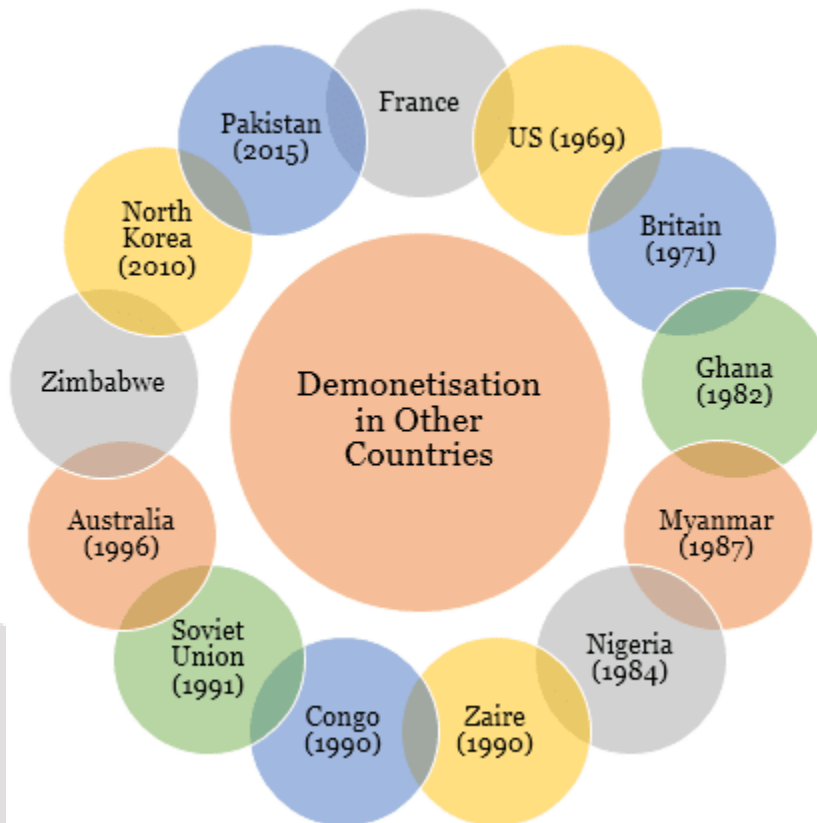 Demonetisation
in Other
Countries
France
US (1969)
Britain
(1971)
Ghana
(1982)
Myanmar
(1987)
Nigeria
(1984)
Zaire
(1990)
Congo
(1990)
Soviet
Union
(1991)
Australia
(1996)
Zimbabwe
North
Korea
(2010)
Pakistan
(2015)